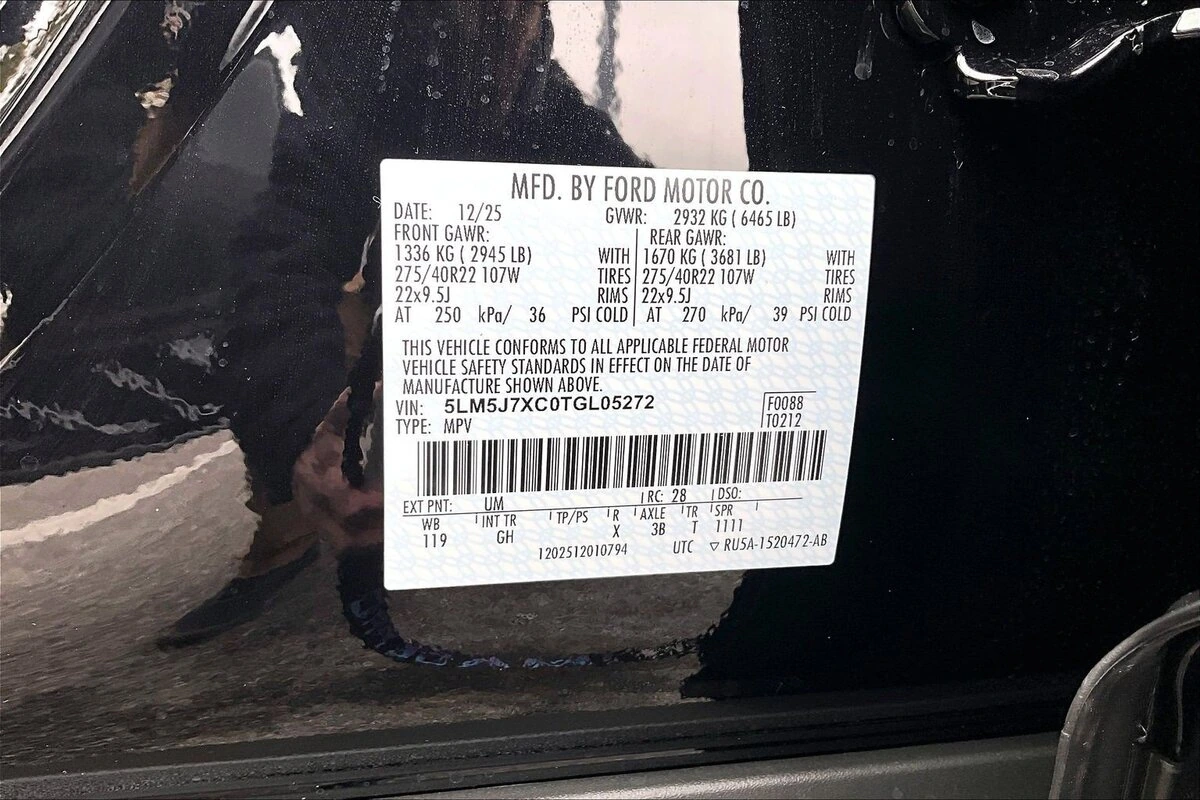 MFD. BY FORD MOTOR CO.
DATE: 12/25 GVWR: 2932 KG ( 6465 LB)
FRONT GAWR: REAR GAWR:
1336 KG ( 2945 LB) WITH 1670 KG ( 3681 LB) WITH
275/40R22 107W TIRES 275/40R22 107W TIRES
22x9.5J RIMS 22x9.5J RIMS
AT 250 kPa/ 36 PSI COLD AT 270 kPa/ 39 PSI COLD
THIS VEHICLE CONFORMS TO ALL APPLICABLE FEDERAL MOTOR
VEHICLE SAFETY STANDARDS IN EFFECT ON THE DATE OF
MANUFACTURE SHOWN ABOVE.
VIN: 5LM5J7XC0TGL05272 F0088
TYPE: MPV T0212
EXT PNT: UM RC: 28 DSO:
WB INT TR TP/PS R AXLE TR SPR
119 GH X 3B T 1111
1202512010794 UTC ▽ RU5A-1520472-AB